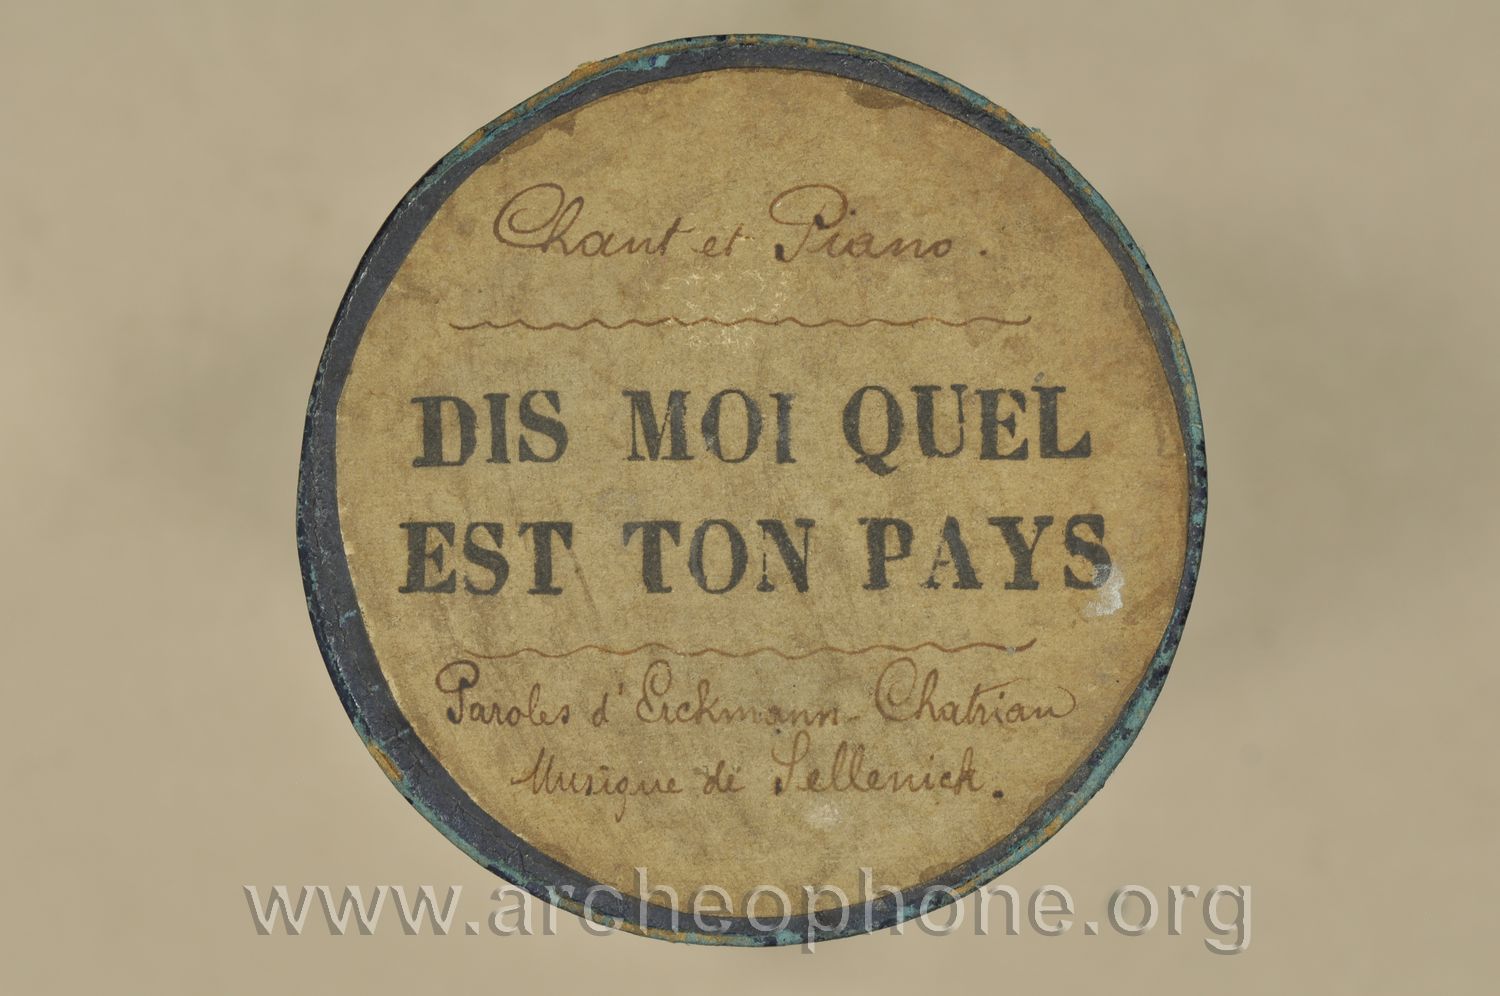 Chant et Piano.
DIS MOI QUEL
EST TON PAYS
Paroles d'Erckmann-Chatrian
Musique de Sellenick.
www.archeophone.org